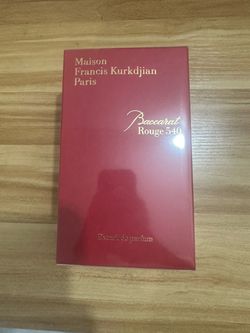 Maison
Francis Kurkdjian
Paris
Baccarat
Rouge 540
Extrait de parfum